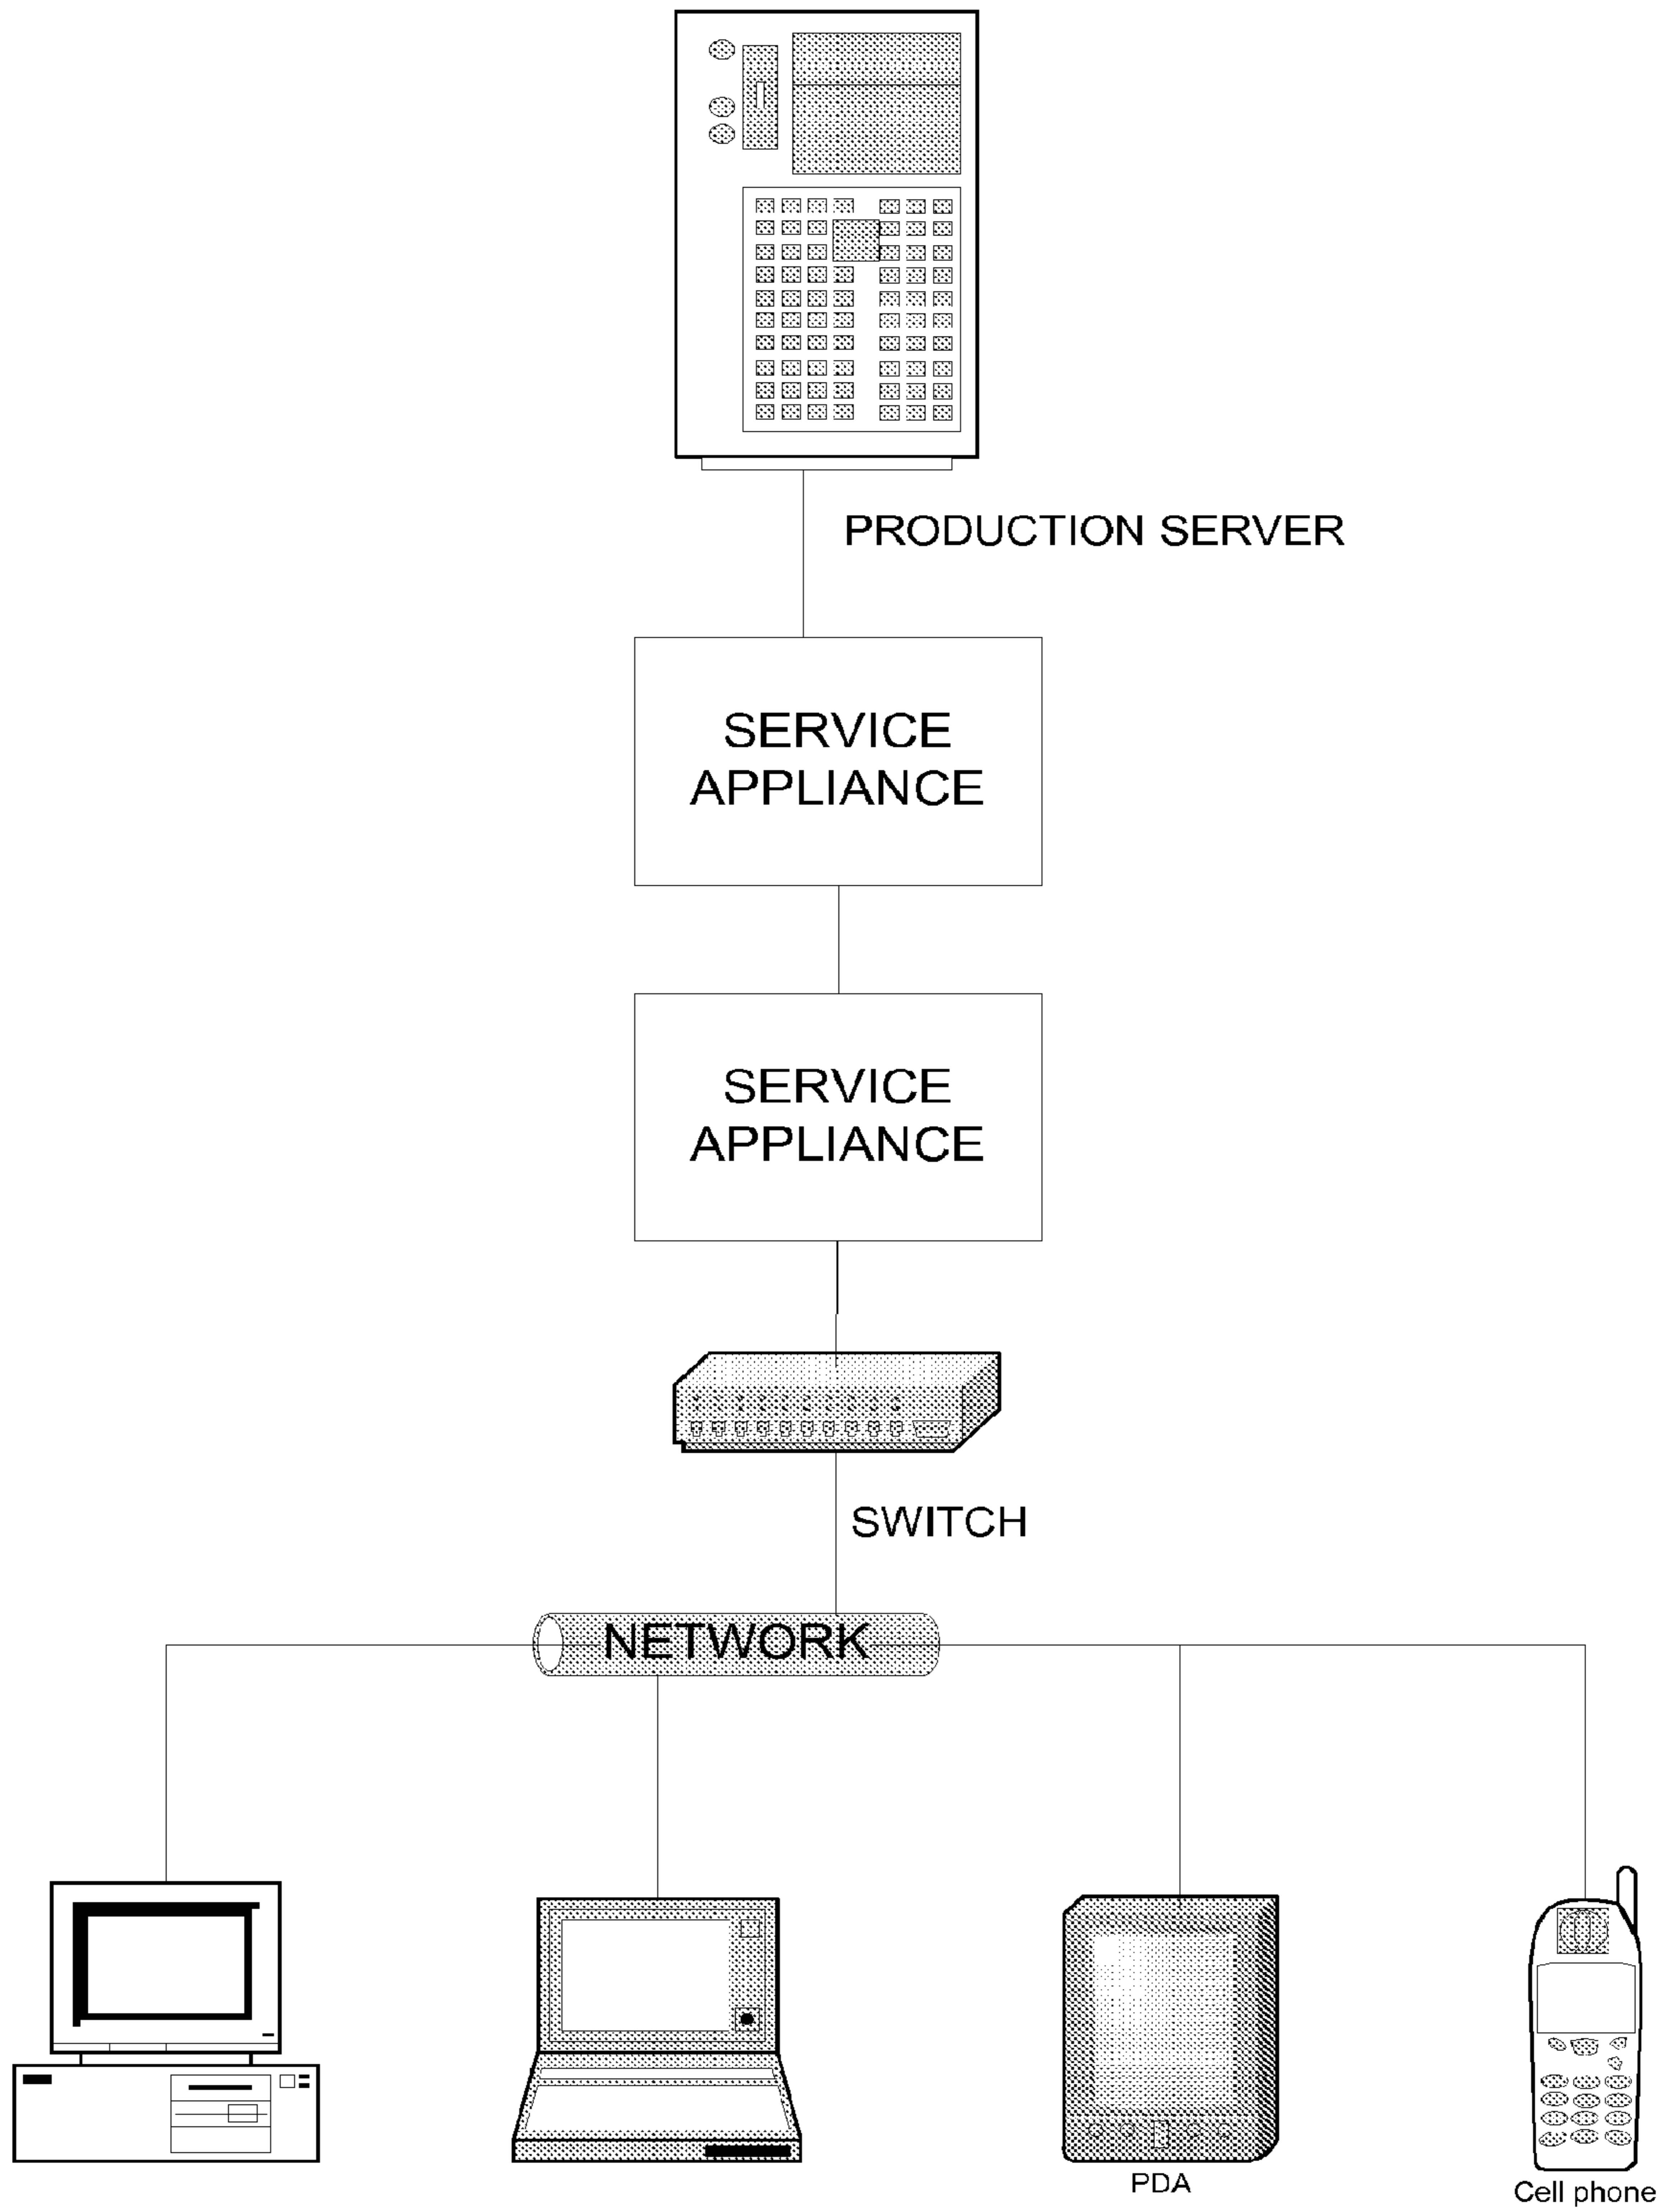 PRODUCTION SERVER
SERVICE
APPLIANCE
SERVICE
APPLIANCE
SWITCH
NETWORK
PDA
Cell phone